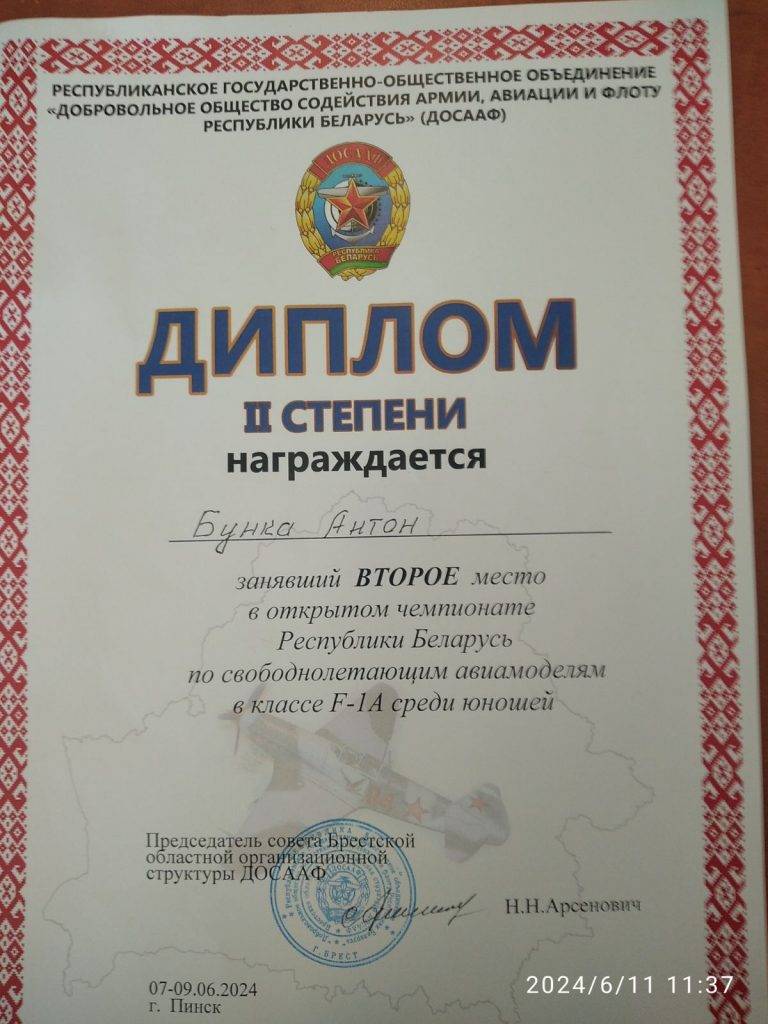 РЕСПУБЛИКАНСКОЕ ГОСУДАРСТВЕННО-ОБЩЕСТВЕННОЕ ОБЪЕДИНЕНИЕ
«ДОБРОВОЛЬНОЕ ОБЩЕСТВО СОДЕЙСТВИЯ АРМИИ, АВИАЦИИ И ФЛОТУ
РЕСПУБЛИКИ БЕЛАРУСЬ» (ДОСААФ)
ДОСААФ
РЕСПУБЛИКА
БЕЛАРУСЬ
ДИПЛОМ
II СТЕПЕНИ
награждается
Бунка Антон
занявший ВТОРОЕ место
в открытом чемпионате
Республики Беларусь
по свободнолетающим авиамоделям
в классе F-1A среди юношей
Председатель совета Брестской
областной организационной
структуры ДОСААФ
Н.Н.Арсенович
ДОСААФ
г. БРЕСТ
07-09.06.2024
г. Пинск
2024/6/11 11:37